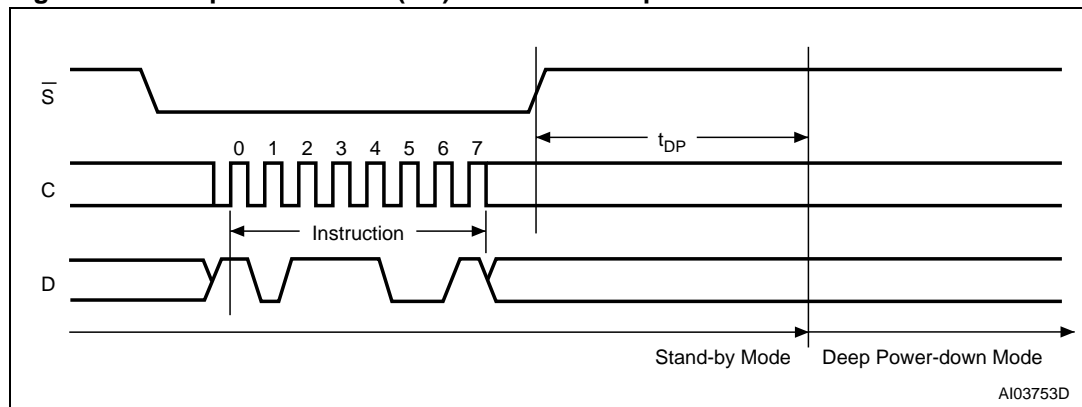 S
0 1 2 3 4 5 6 7
tDP
C
Instruction
D
Stand-by Mode Deep Power-down Mode
AI03753D